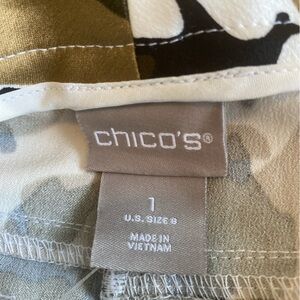 chico's®
1
U.S. SIZE 8
MADE IN
VIETNAM